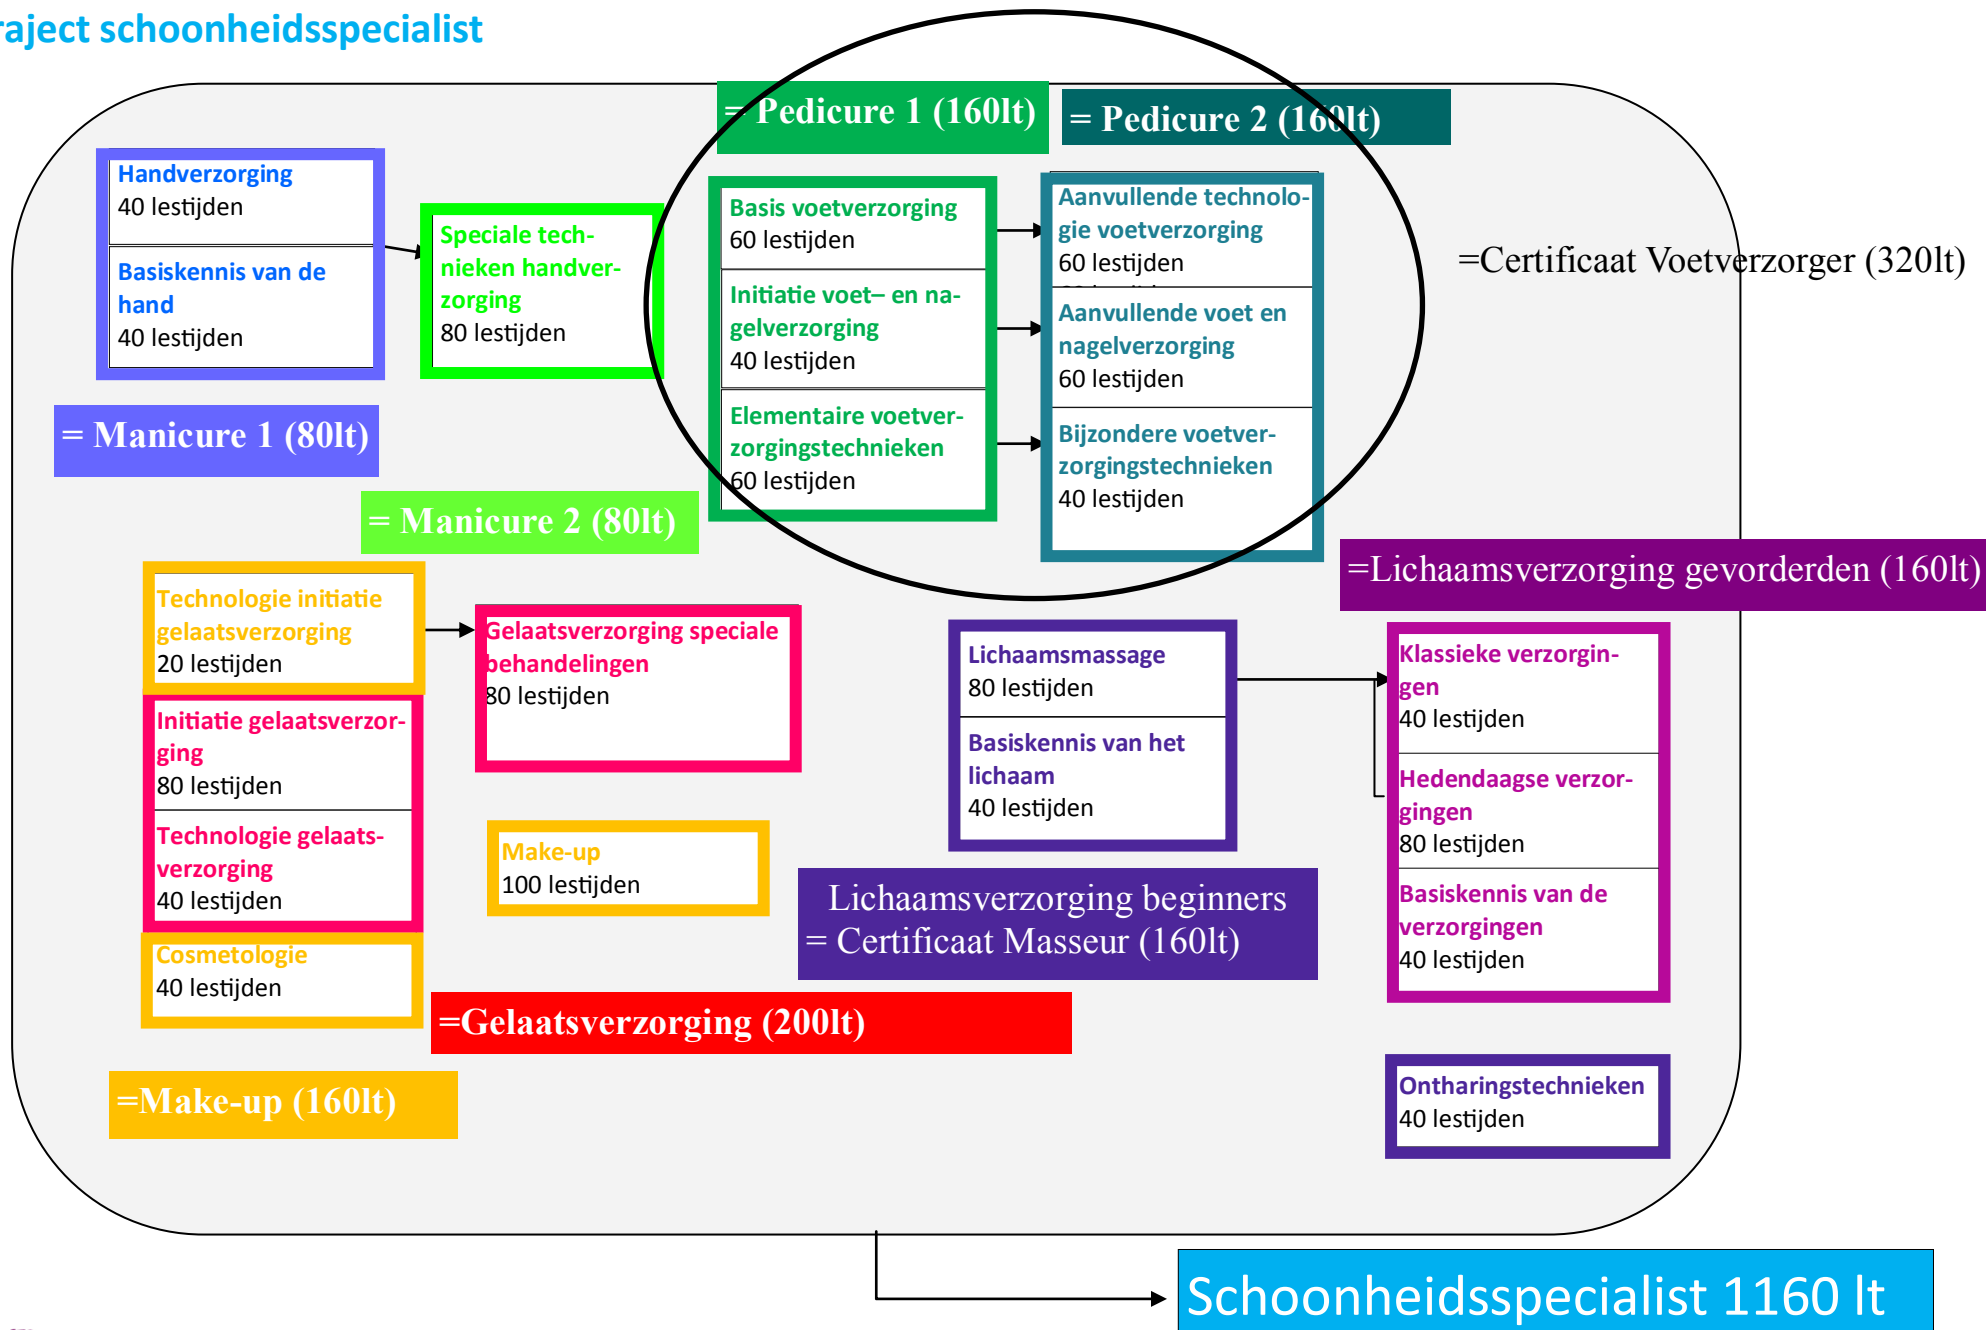 raject schoonheidsspecialist
= Pedicure 1 (160lt)
= Pedicure 2 (160lt)
Handverzorging
40 lestijden
Basiskennis van de
hand
40 lestijden
Speciale tech-
nieken handver-
zorging
80 lestijden
= Manicure 1 (80lt)
= Manicure 2 (80lt)
Basis voetverzorging
60 lestijden
Initiatie voet– en na-
gelverzorging
40 lestijden
Elementaire voetver-
zorgingstechnieken
60 lestijden
Aanvullende technolo-
gie voetverzorging
60 lestijden
Aanvullende voet en
nagelverzorging
60 lestijden
Bijzondere voetver-
zorgingstechnieken
40 lestijden
=Certificaat Voetverzorger (320lt)
=Lichaamsverzorging gevorderden (160lt)
Technologie initiatie
gelaatsverzorging
20 lestijden
Initiatie gelaatsverzor-
ging
80 lestijden
Technologie gelaats-
verzorging
40 lestijden
Cosmetologie
40 lestijden
Gelaatsverzorging speciale
behandelingen
80 lestijden
Make-up
100 lestijden
Lichaamsmassage
80 lestijden
Basiskennis van het
lichaam
40 lestijden
Lichaamsverzorging beginners
= Certificaat Masseur (160lt)
Klassieke verzorgin-
gen
40 lestijden
Hedendaagse verzor-
gingen
80 lestijden
Basiskennis van de
verzorgingen
40 lestijden
=Gelaatsverzorging (200lt)
=Make-up (160lt)
Ontharingstechnieken
40 lestijden
Schoonheidsspecialist 1160 lt